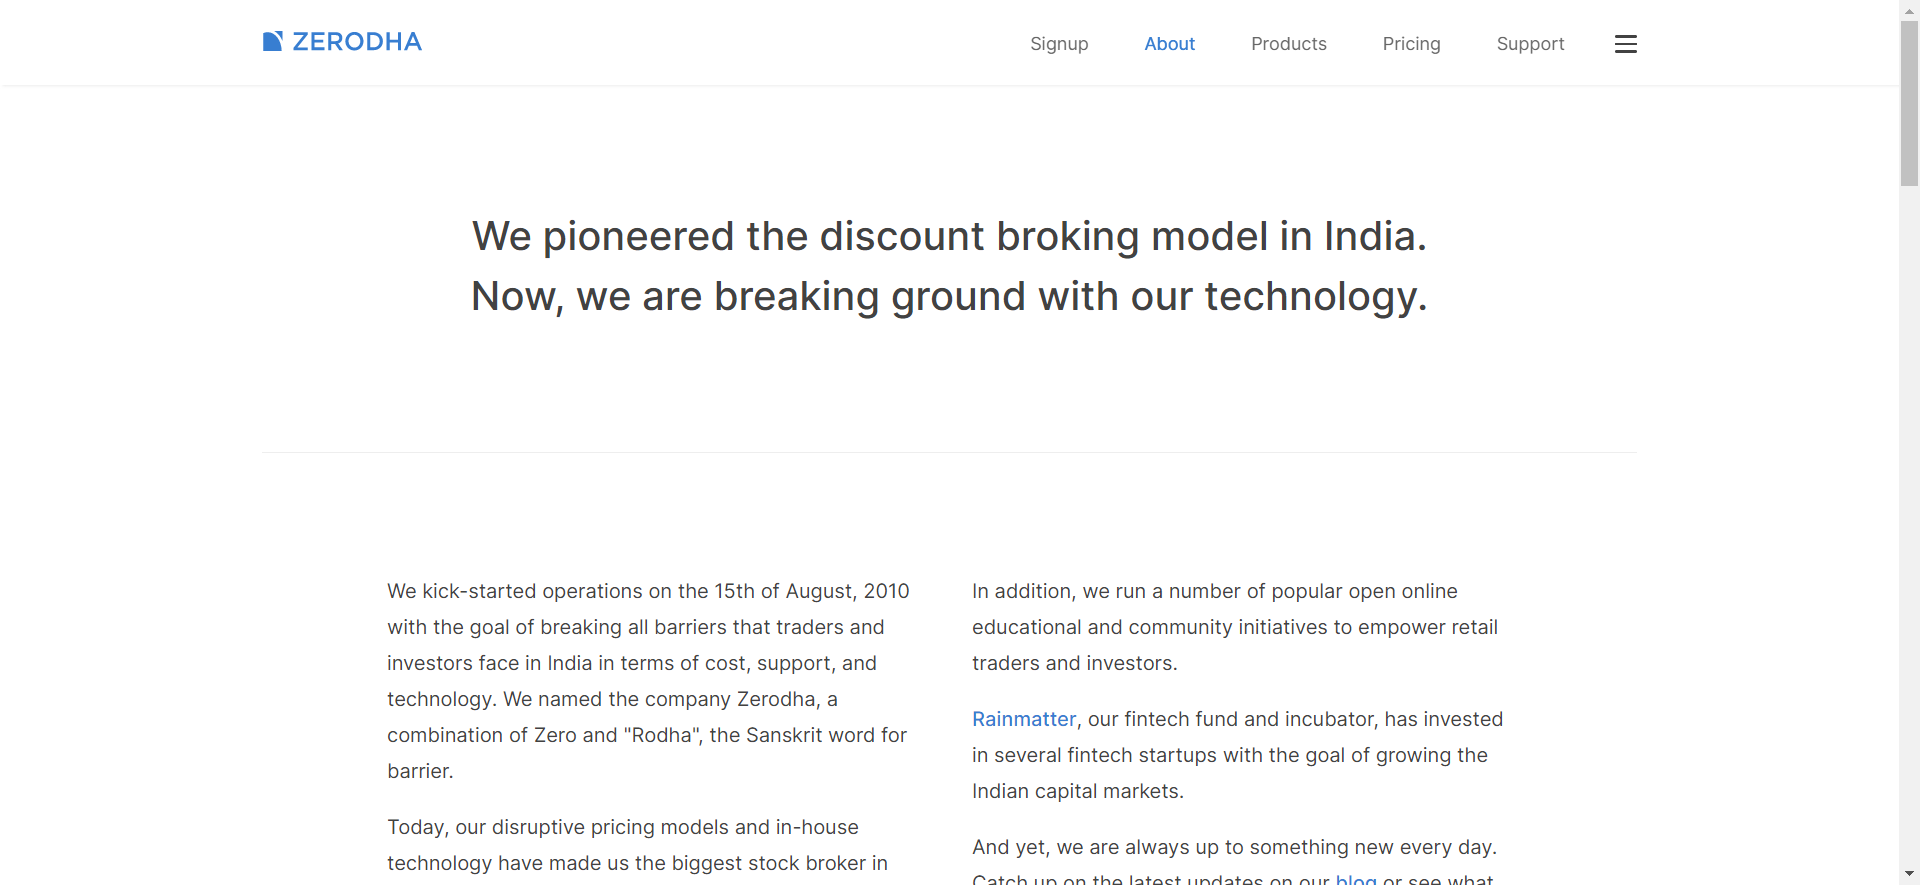 ZERODHA
Signup
About
Products
Pricing
Support
We pioneered the discount broking model in India.
Now, we are breaking ground with our technology.
We kick-started operations on the 15th of August, 2010
with the goal of breaking all barriers that traders and
investors face in India in terms of cost, support, and
technology. We named the company Zerodha, a
combination of Zero and "Rodha", the Sanskrit word for
barrier.
Today, our disruptive pricing models and in-house
technology have made us the biggest stock broker in
In addition, we run a number of popular open online
educational and community initiatives to empower retail
traders and investors.
Rainmatter, our fintech fund and incubator, has invested
in several fintech startups with the goal of growing the
Indian capital markets.
And yet, we are always up to something new every day.
Catch up on the latest updates on our blog or see what